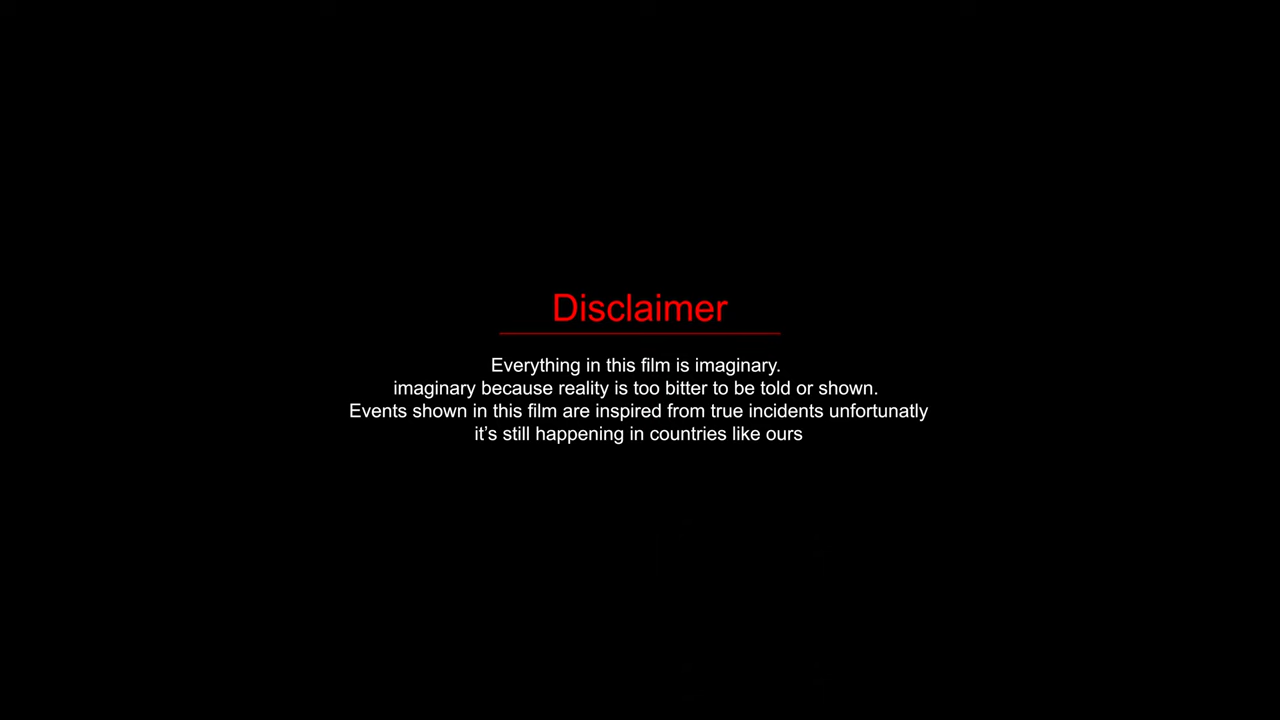 Disclaimer
Everything in this film is imaginary.
imaginary because reality is too bitter to be told or shown.
Events shown in this film are inspired from true incidents unfortunatly
it’s still happening in countries like ours